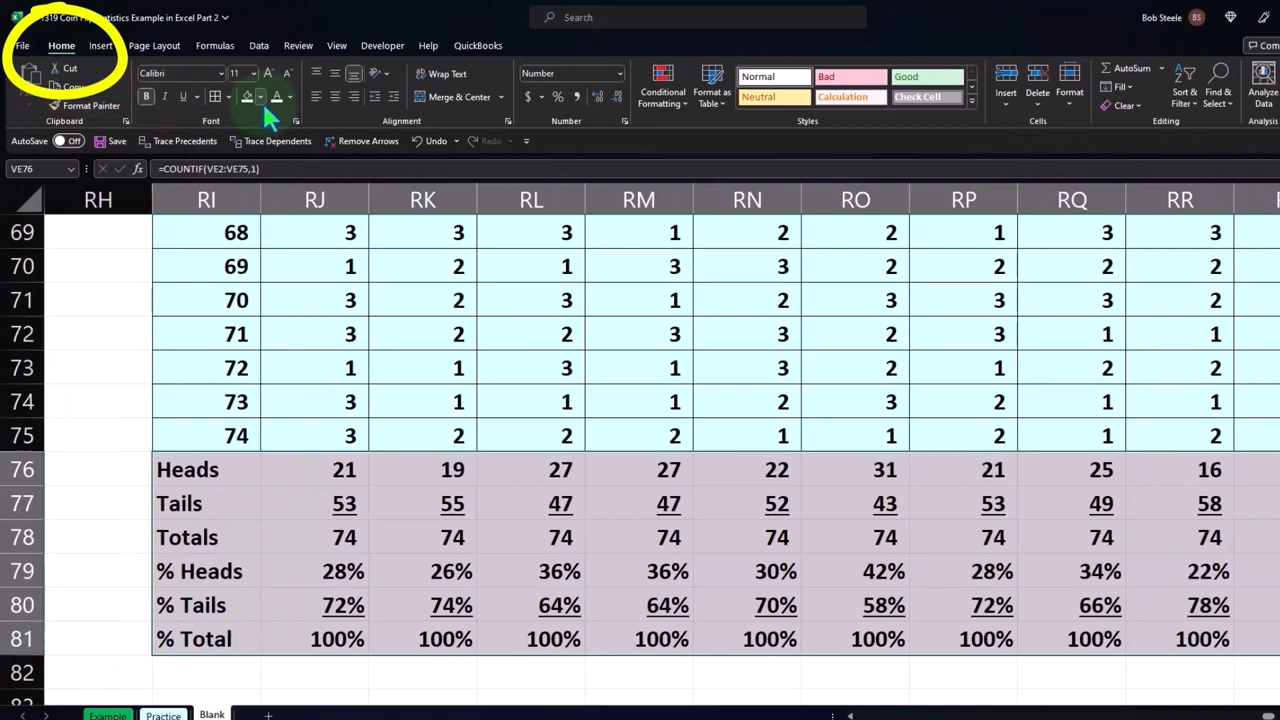 1319 Coin Flip Statistics Example in Excel Part 2
Search
Bob Steele
BS
File Home Insert Page Layout Formulas Data Review View Developer Help QuickBooks
Cut
Copy
Format Painter
Clipboard
Calibri 11
B I U
Font
Wrap Text
Merge & Center
Alignment
Number
$ % 9
Number
Conditional Formatting
Format as Table
Normal Bad Good
Neutral Calculation Check Cell
Styles
Insert Delete Format
Cells
AutoSum
Fill
Clear
Sort & Filter
Find & Select
Editing
Analyze Data
Analysis
AutoSave Off Save Trace Precedents Trace Dependents Remove Arrows Undo Redo
VE76 fx =COUNTIF(VE2:VE75,1)
RH RI RJ RK RL RM RN RO RP RQ RR
69 68 3 3 3 1 2 2 1 3 3
70 69 1 2 1 3 3 2 2 2 2
71 70 3 2 3 1 2 3 3 3 2
72 71 3 2 2 3 3 2 3 1 1
73 72 1 1 3 1 3 2 1 2 2
74 73 3 1 1 1 2 3 2 1 1
75 74 3 2 2 2 1 1 2 1 2
76 Heads 21 19 27 27 22 31 21 25 16
77 Tails 53 55 47 47 52 43 53 49 58
78 Totals 74 74 74 74 74 74 74 74 74
79 % Heads 28% 26% 36% 36% 30% 42% 28% 34% 22%
80 % Tails 72% 74% 64% 64% 70% 58% 72% 66% 78%
81 % Total 100% 100% 100% 100% 100% 100% 100% 100% 100%
82
Example Practice Blank